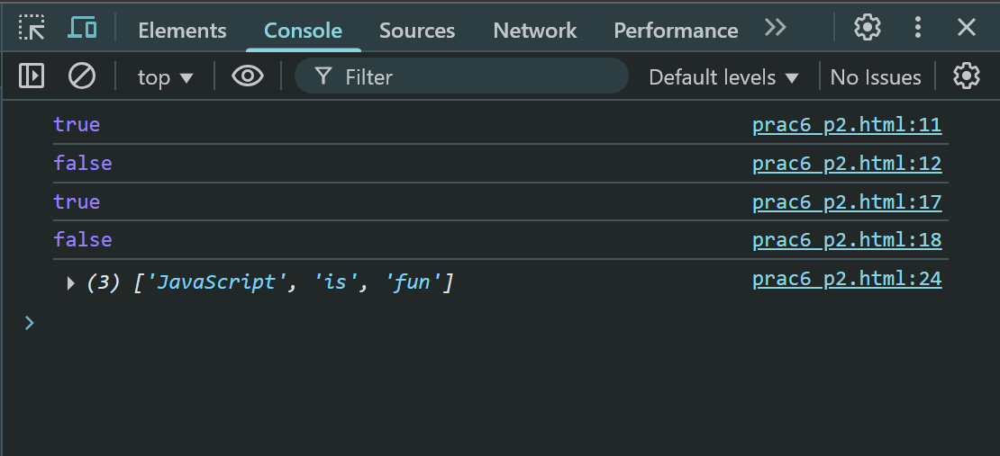 Elements Console Sources Network Performance
top Filter Default levels No Issues
true prac6_p2.html:11
false prac6_p2.html:12
true prac6_p2.html:17
false prac6_p2.html:18
(3) ['JavaScript', 'is', 'fun'] prac6_p2.html:24